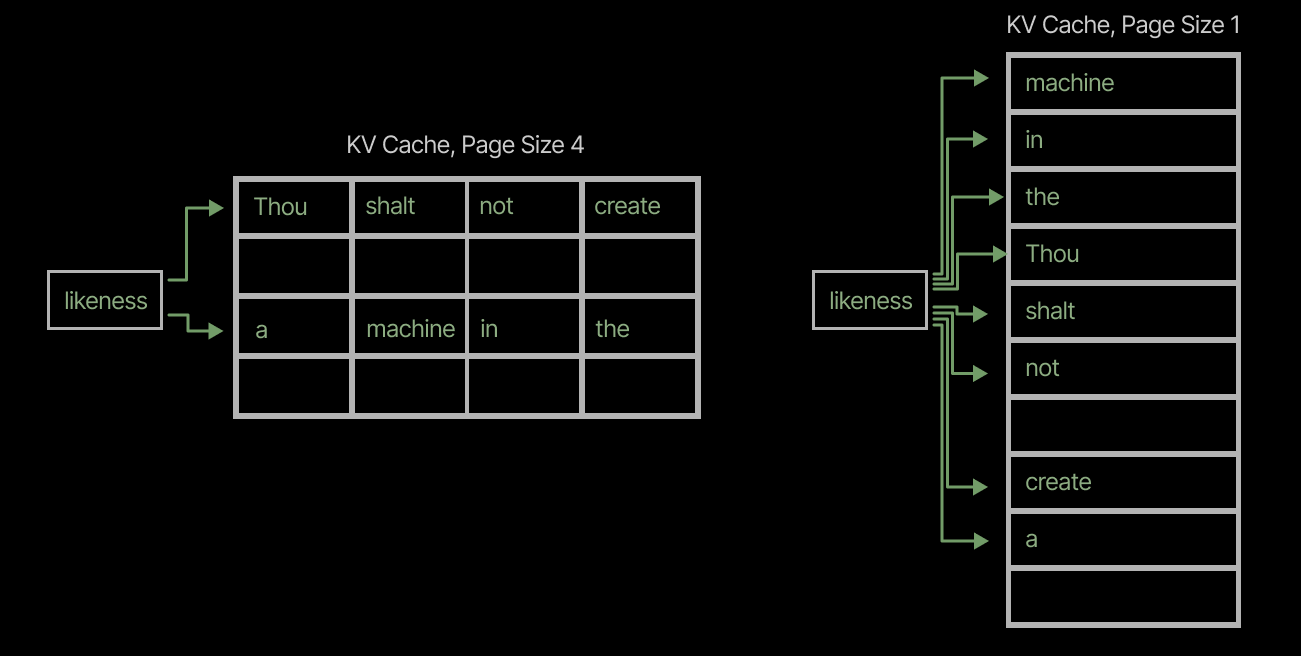 KV Cache, Page Size 4
likeness
Thou shalt not create
a machine in the
KV Cache, Page Size 1
likeness
machine
in
the
Thou
shalt
not
create
a